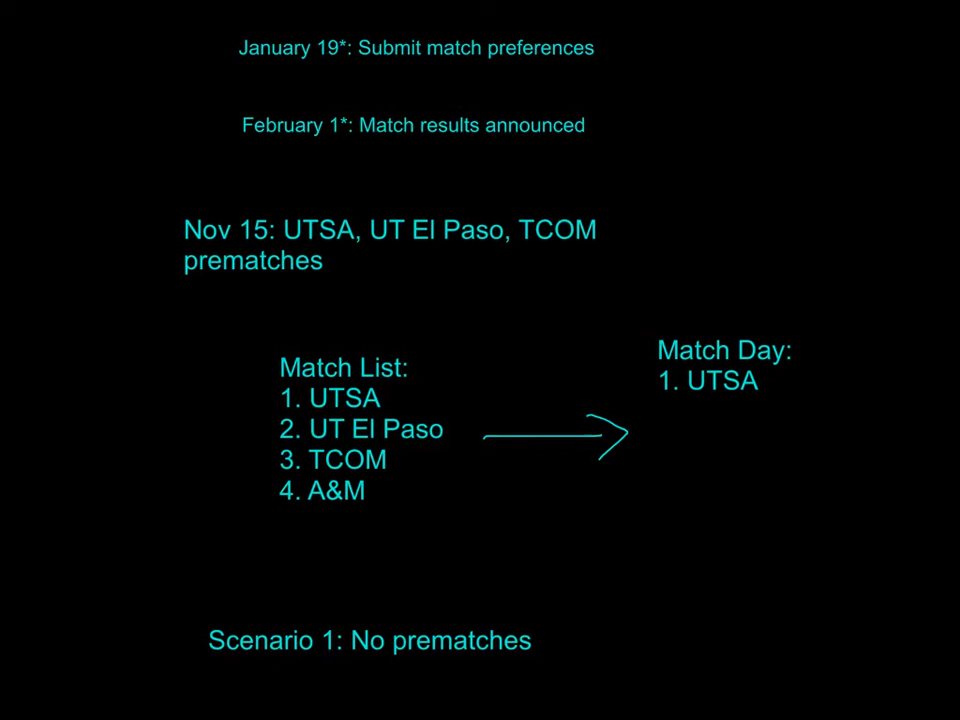 January 19*: Submit match preferences
February 1*: Match results announced
Nov 15: UTSA, UT El Paso, TCOM
prematches
Match List:
1. UTSA
2. UT El Paso
3. TCOM
4. A&M
Match Day:
1. UTSA
Scenario 1: No prematches